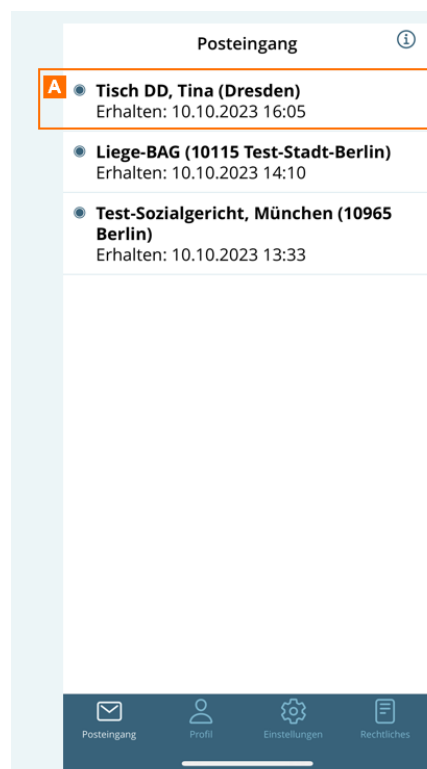 Posteingang
A
Tisch DD, Tina (Dresden)
Erhalten: 10.10.2023 16:05
Liege-BAG (10115 Test-Stadt-Berlin)
Erhalten: 10.10.2023 14:10
Test-Sozialgericht, München (10965
Berlin)
Erhalten: 10.10.2023 13:33
Posteingang
Profil
Einstellungen
Rechtliches